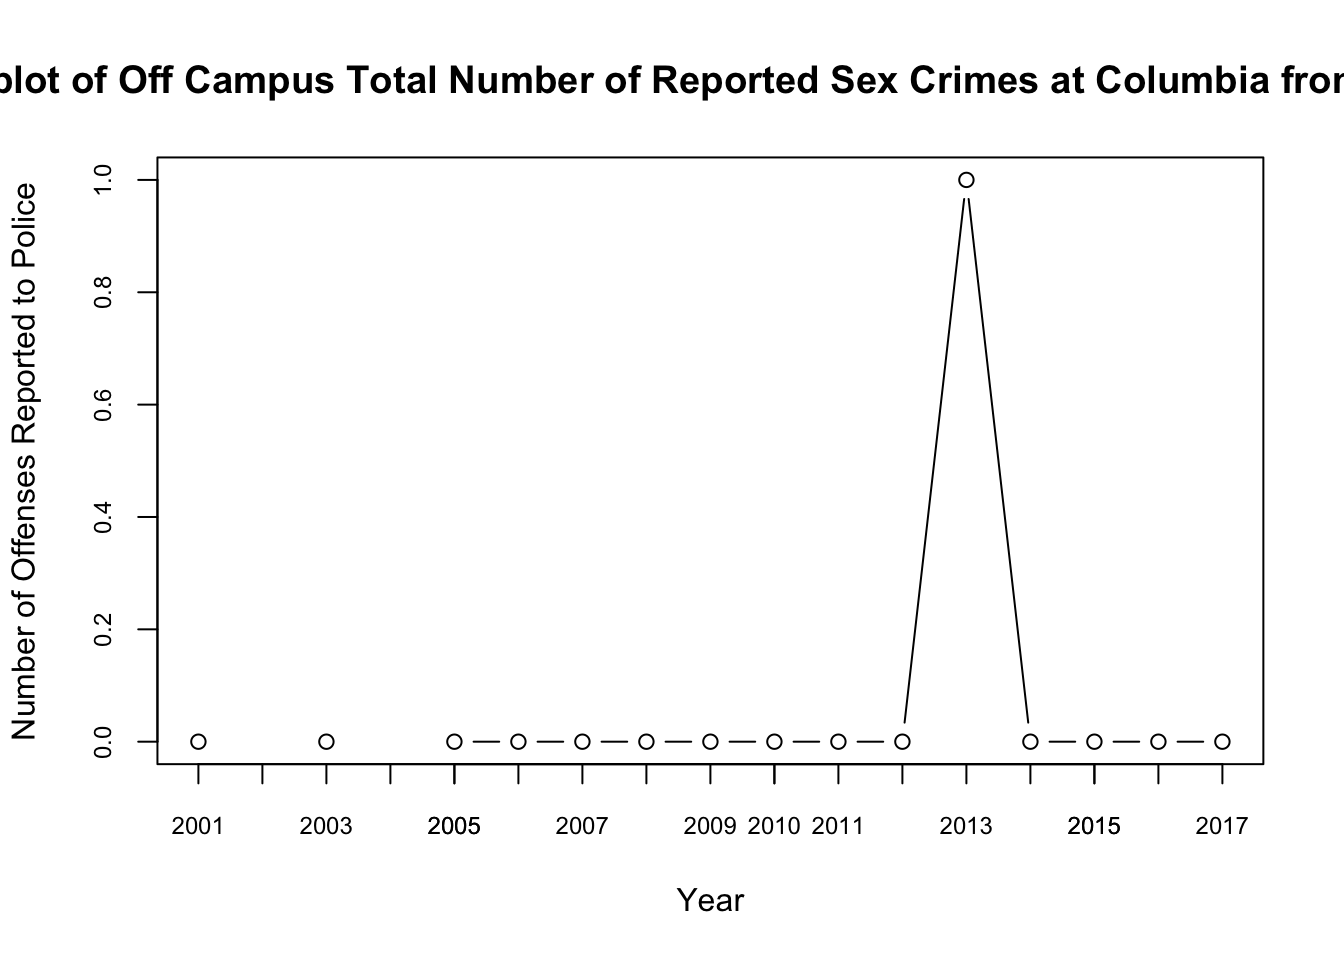 of Off Campus Total Number of Reported Sex Crimes at Columbia
Number of Offenses Reported to Police
1.0
0.8
0.6
0.4
0.2
0.0
2001 2003 2005 2007 2009 2010 2011 2013 2015 2017
Year